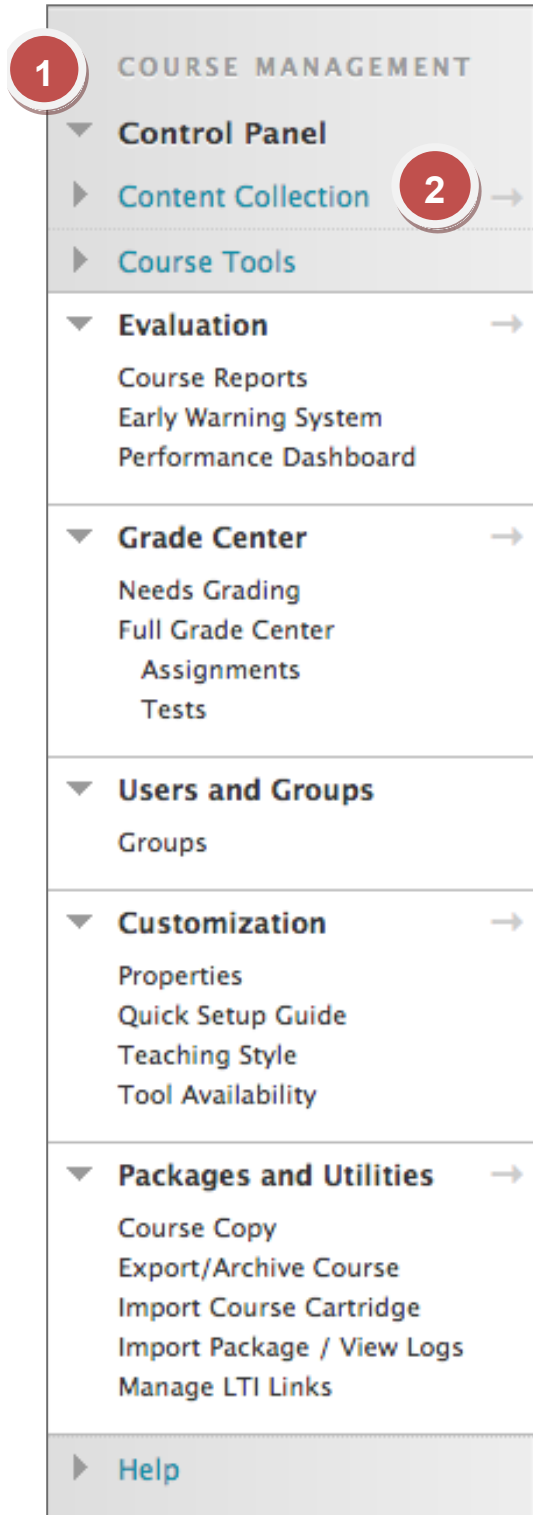 1
COURSE MANAGEMENT
Control Panel
Content Collection 2 →
Course Tools
Evaluation →
Course Reports
Early Warning System
Performance Dashboard
Grade Center →
Needs Grading
Full Grade Center
Assignments
Tests
Users and Groups
Groups
Customization →
Properties
Quick Setup Guide
Teaching Style
Tool Availability
Packages and Utilities →
Course Copy
Export/Archive Course
Import Course Cartridge
Import Package / View Logs
Manage LTI Links
Help